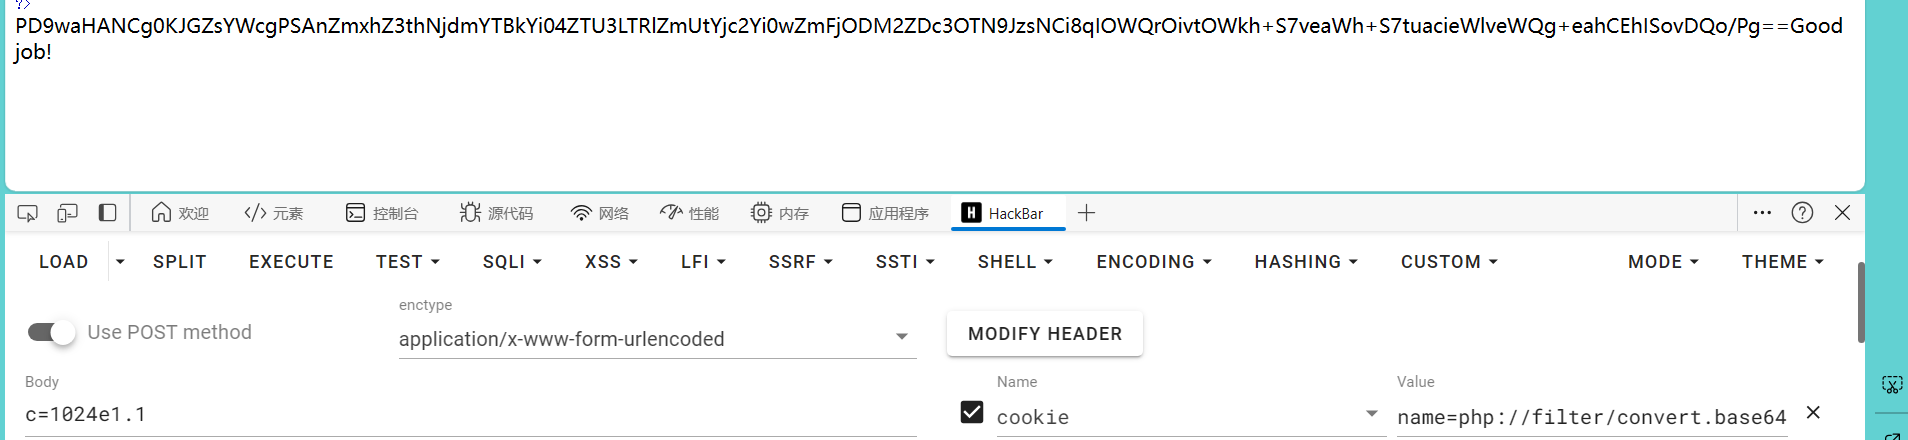 ?>
PD9waHANCg0KJGZsYWcgPSAnZmxhZ3thNjdmYTBkYi04ZTU3LTRlZmUtYjc2Yi0wZmFjODM2ZDc3OTN9JzsNCi8qIOWQrOivtOWkh+S7veaWh+S7tuacieWlveWQg+eahCEhISovDQo/Pg==Good
job!
欢迎 </> 元素 控制台 源代码 网络 性能 内存 应用程序 H HackBar
LOAD SPLIT EXECUTE TEST SQLI XSS LFI SSRF SSTI SHELL ENCODING HASHING CUSTOM MODE THEME
enctype
Use POST method application/x-www-form-urlencoded MODIFY HEADER
Body Name Value
c=1024e1.1 cookie name=php://filter/convert.base64